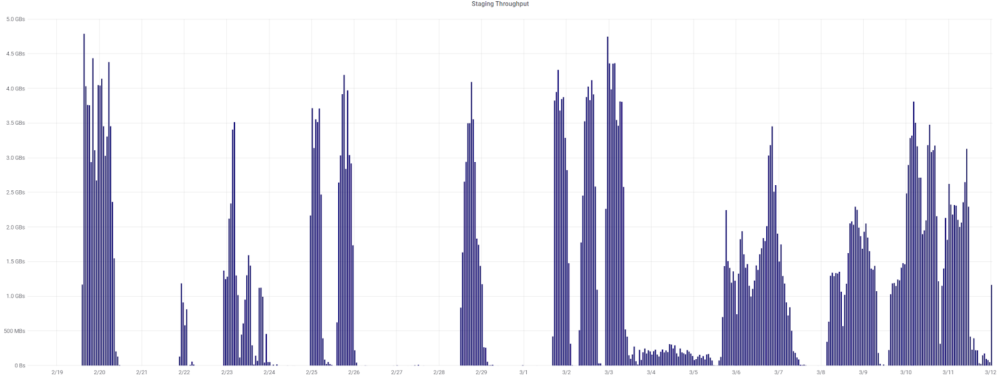 Staging Throughput
5.0 GBs
4.5 GBs
4.0 GBs
3.5 GBs
3.0 GBs
2.5 GBs
2.0 GBs
1.5 GBs
1.0 GBs
500 MBs
0 Bs
2/19 2/20 2/21 2/22 2/23 2/24 2/25 2/26 2/27 2/28 2/29 3/1 3/2 3/3 3/4 3/5 3/6 3/7 3/8 3/9 3/10 3/11 3/12